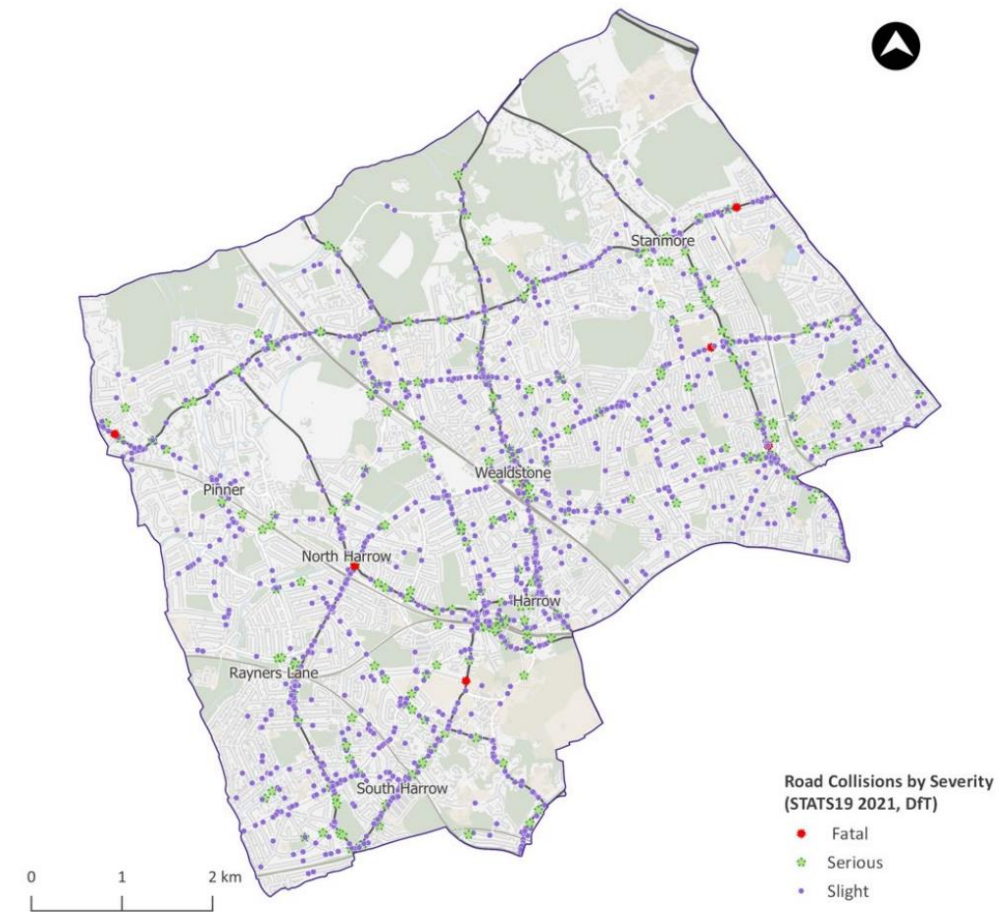 Stanmore
Wealdstone
Pinner
North Harrow
Harrow
Rayners Lane
South Harrow
Road Collisions by Severity
(STATS19 2021, DfT)
Fatal
Serious
Slight
0 1 2 km